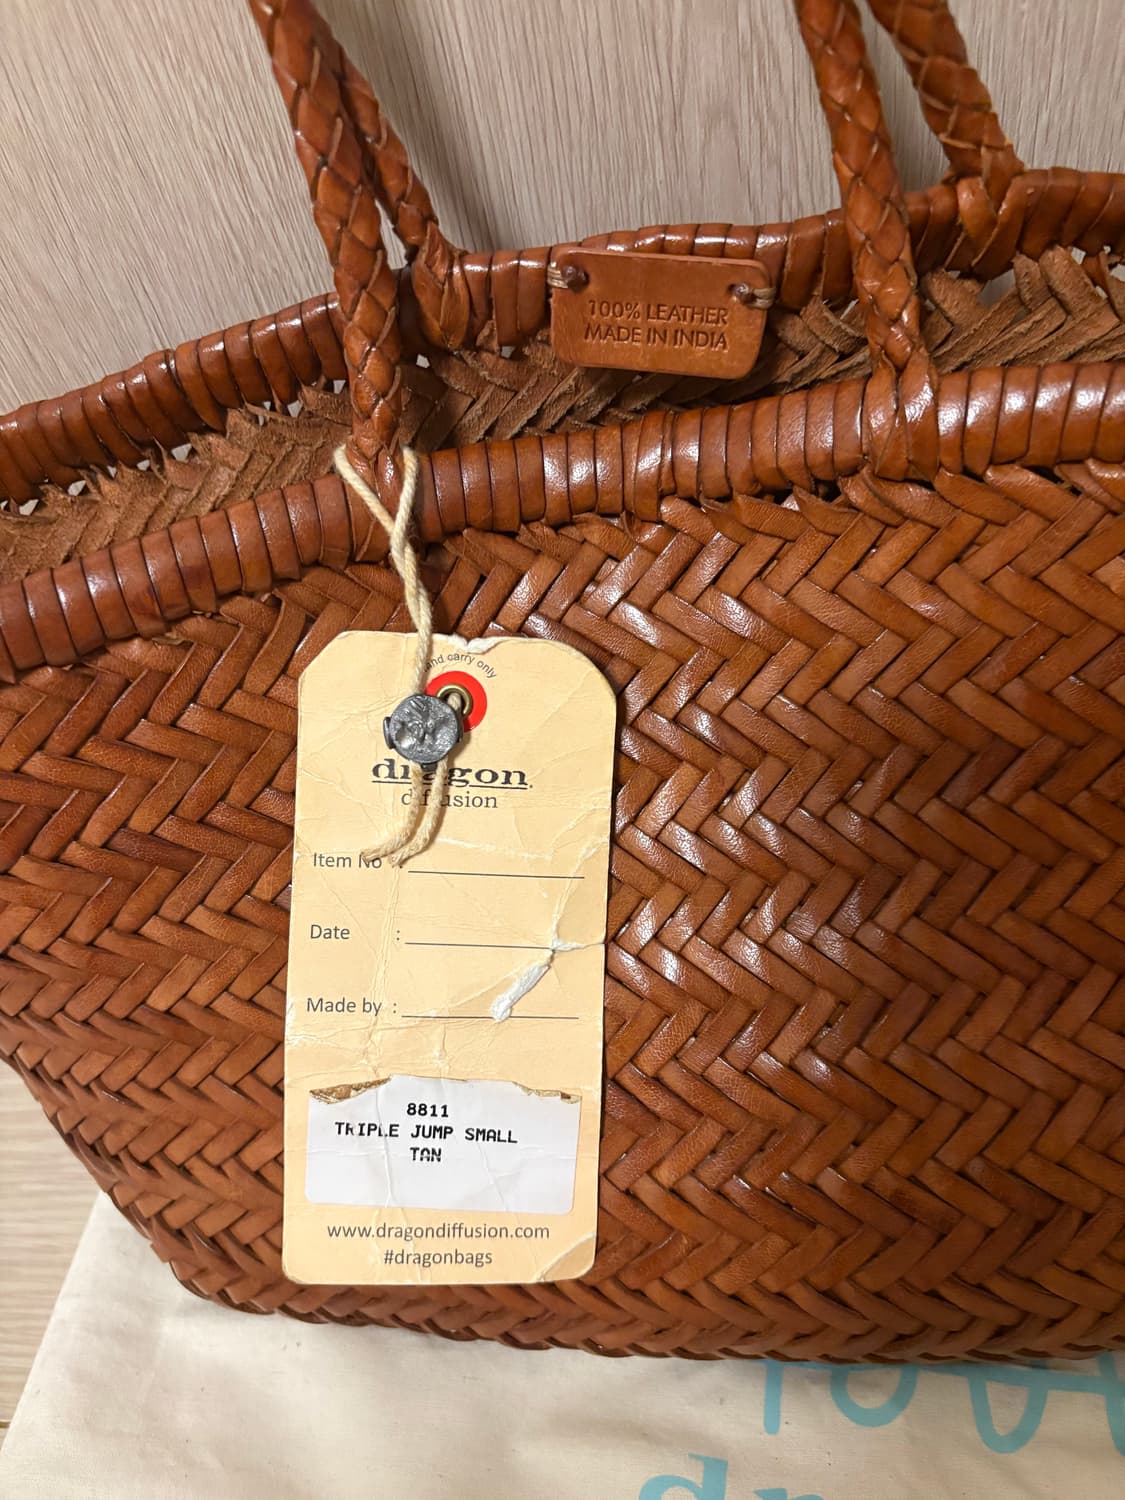 100% LEATHER
MADE IN INDIA
carry only
dragon
diffusion
Item No :
Date :
Made by :
8811
TRIPLE JUMP SMALL
TAN
www.dragondiffusion.com
#dragonbags